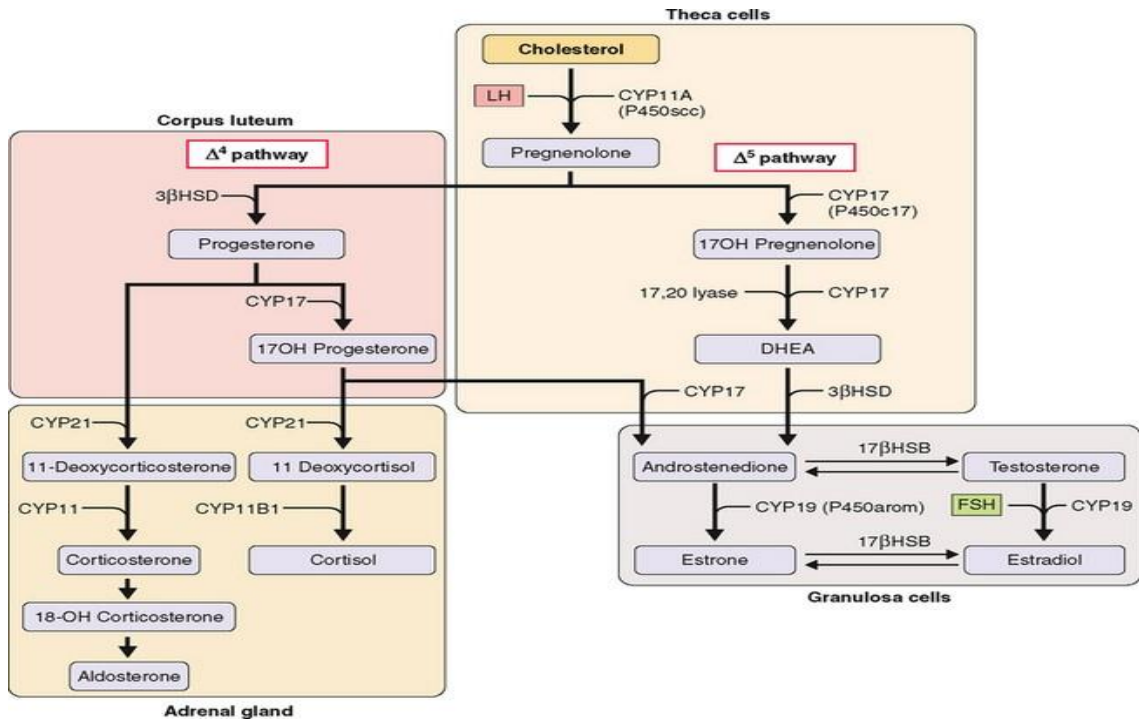 Theca cells
Cholesterol
LH
CYP11A
(P450scc)
Pregnenolone
Corpus luteum
Δ⁴ pathway
Δ⁵ pathway
3βHSD
CYP17
(P450c17)
Progesterone
17OH Pregnenolone
CYP17
17,20 lyase
CYP17
17OH Progesterone
DHEA
CYP17
3βHSD
CYP21
CYP21
11-Deoxycorticosterone
11 Deoxycortisol
Androstenedione
17βHSB
Testosterone
CYP11
CYP11B1
CYP19 (P450arom)
FSH
CYP19
Corticosterone
Cortisol
Estrone
17βHSB
Estradiol
Granulosa cells
18-OH Corticosterone
Aldosterone
Adrenal gland